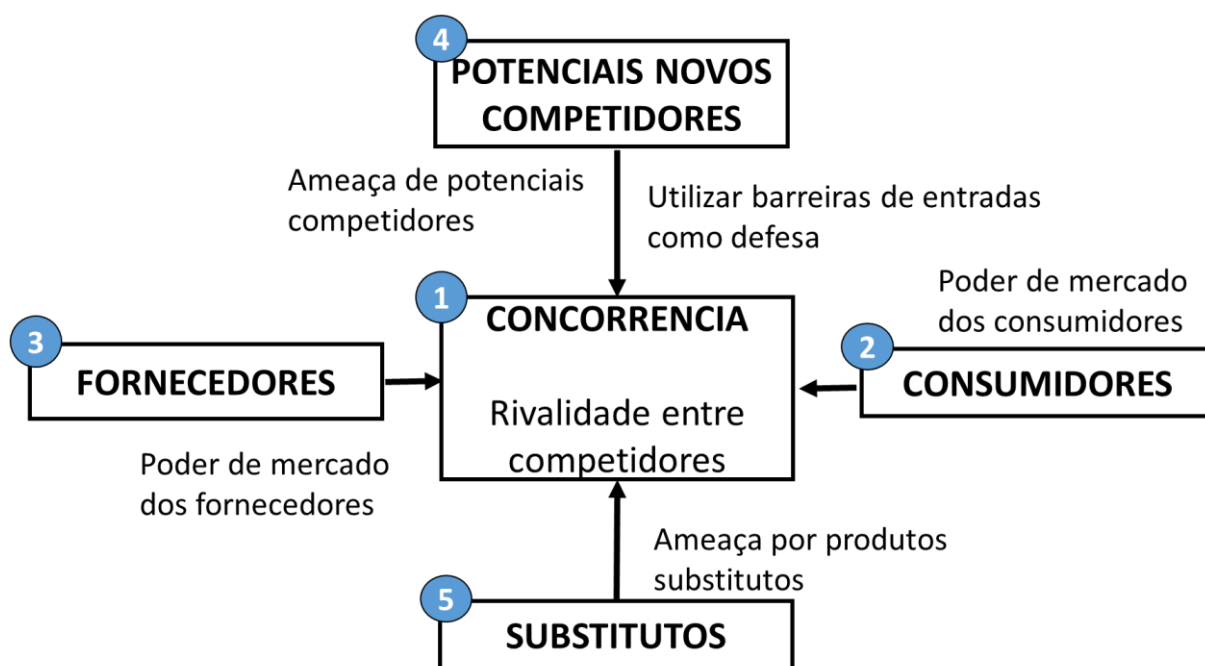 4
POTENCIAIS NOVOS
COMPETIDORES
Ameaça de potenciais
competidores
Utilizar barreiras de entradas
como defesa
1
CONCORRENCIA
Rivalidade entre
competidores
3
FORNECEDORES
Poder de mercado
dos fornecedores
Poder de mercado
dos consumidores
2
CONSUMIDORES
Ameaça por produtos
substitutos
5
SUBSTITUTOS